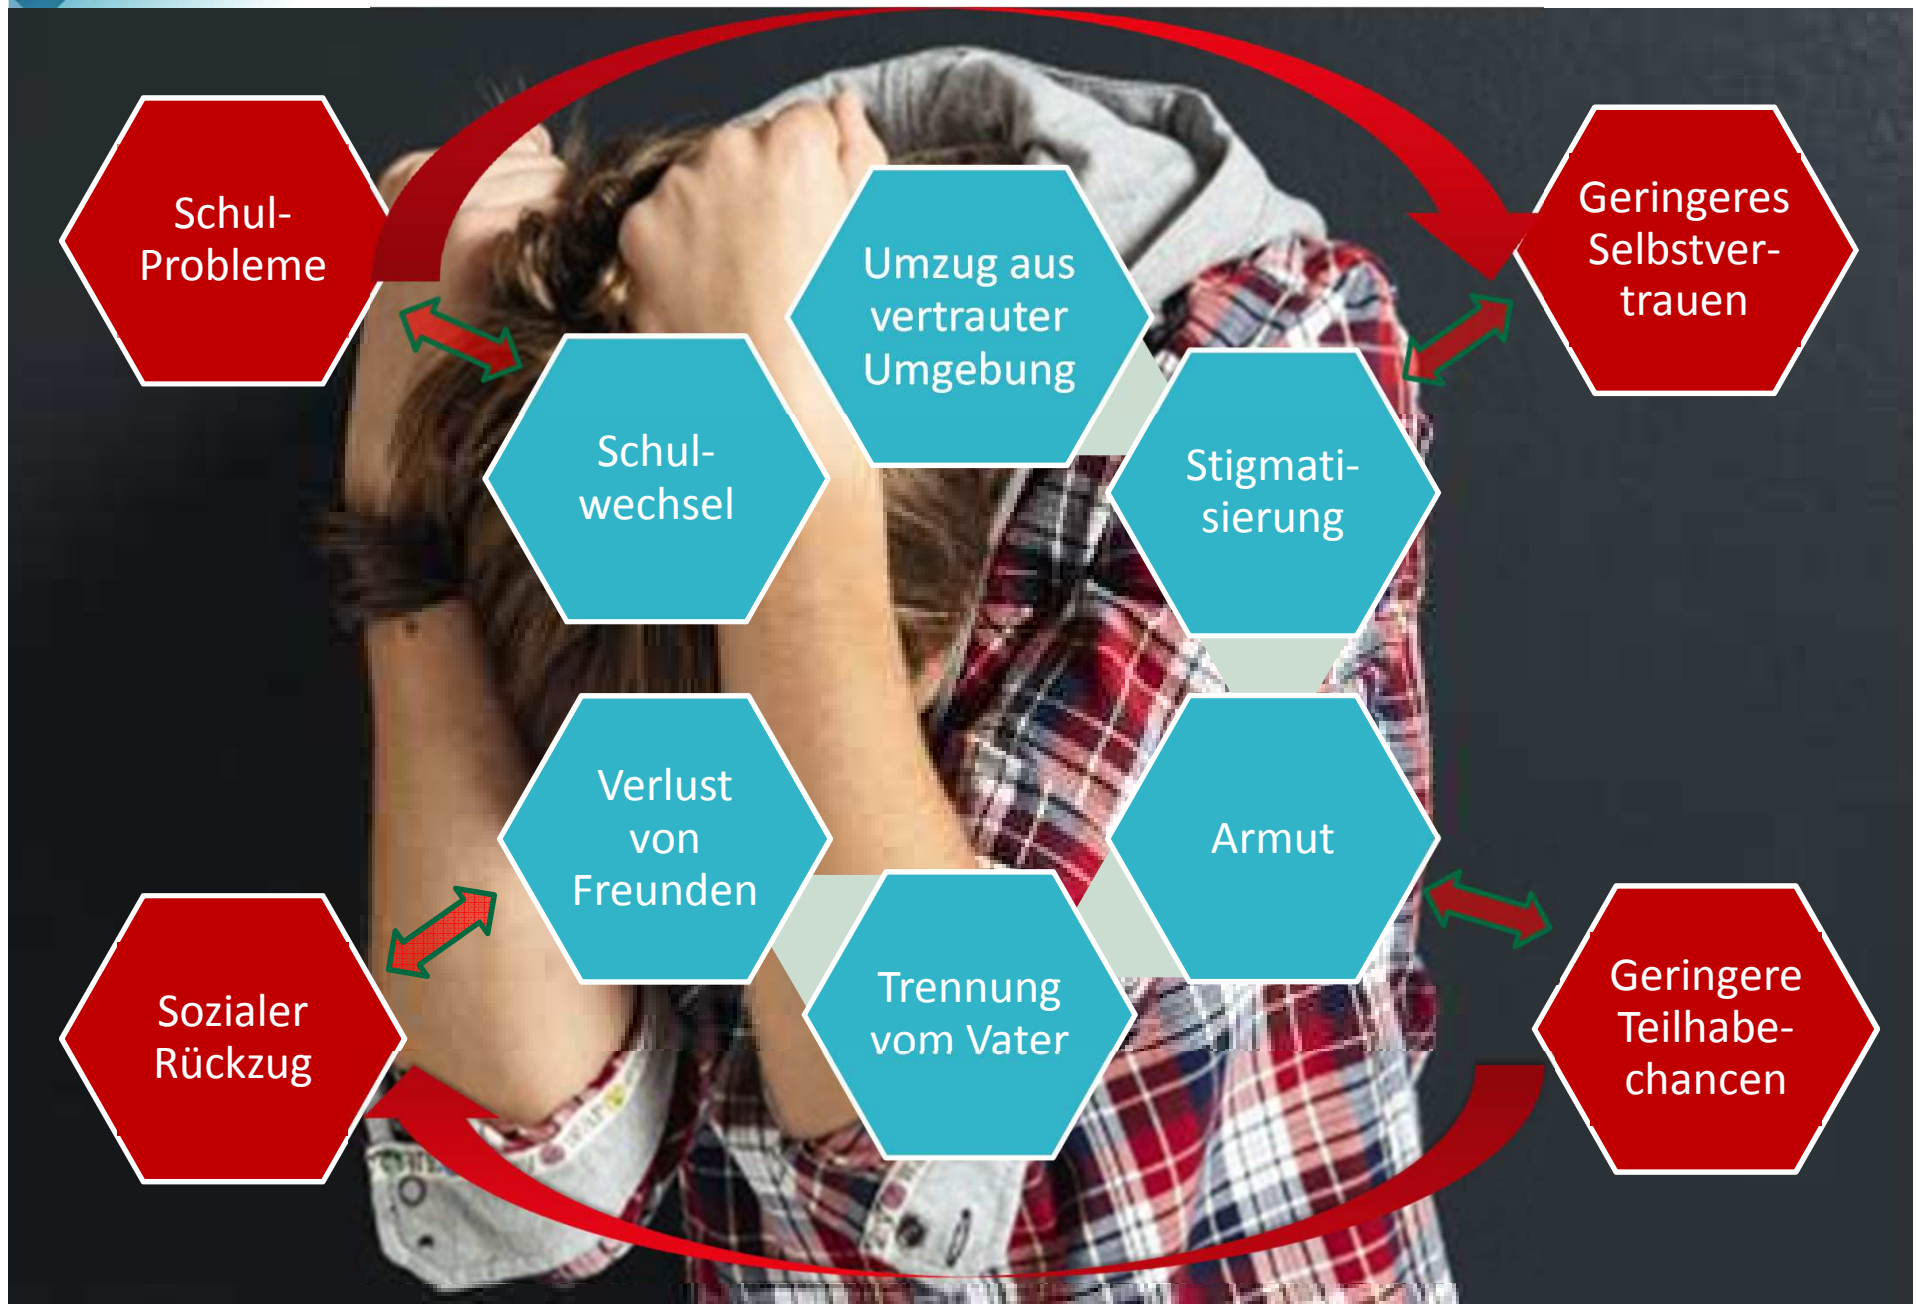 Schul-
Probleme
Geringeres
Selbstver-
trauen
Umzug aus
vertrauter
Umgebung
Schul-
wechsel
Stigmati-
sierung
Verlust
von
Freunden
Armut
Trennung
vom Vater
Sozialer
Rückzug
Geringere
Teilhabe-
chancen